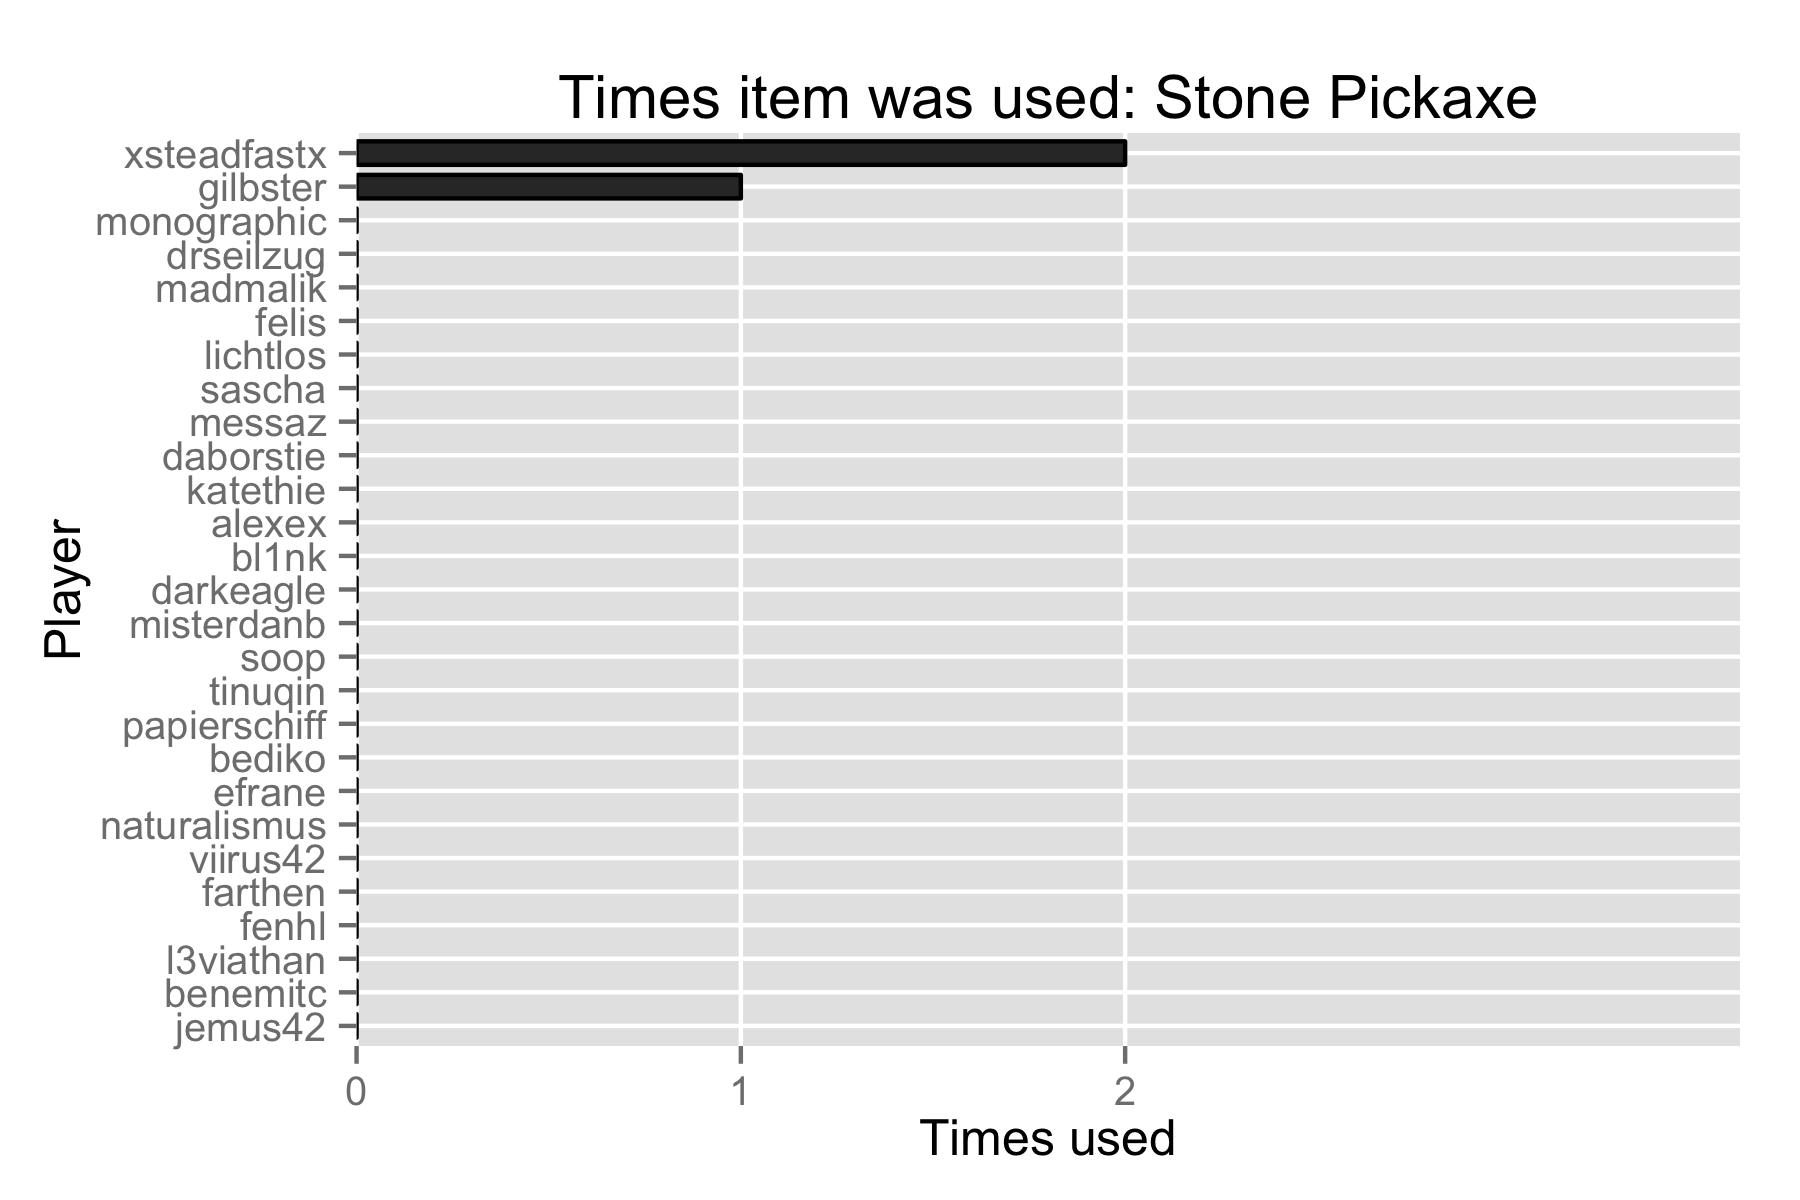 Times item was used: Stone Pickaxe
xsteadfastx
gilbster
monographic
drseilzug
madmalik
felis
lichtlos
sascha
messaz
daborstie
katethie
alexex
bl1nk
darkeagle
misterdanb
soop
tinuqin
papierschiff
bediko
efrane
naturalismus
viirus42
farthen
fenhl
l3viathan
benemitc
jemus42
Player
0 1 2
Times used